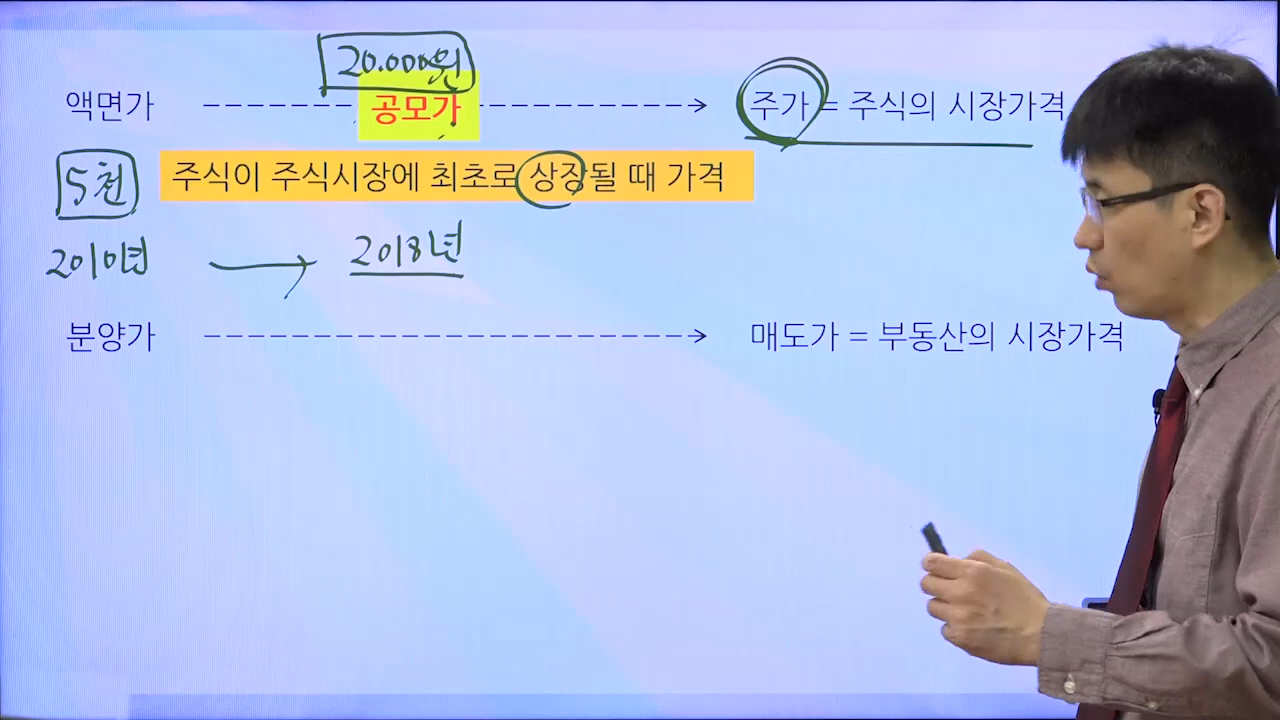 20.000원
액면가 공모가 주가 = 주식의 시장가격
5천 주식이 주식시장에 최초로 상장될 때 가격
2010년 2018년
분양가 매도가 = 부동산의 시장가격